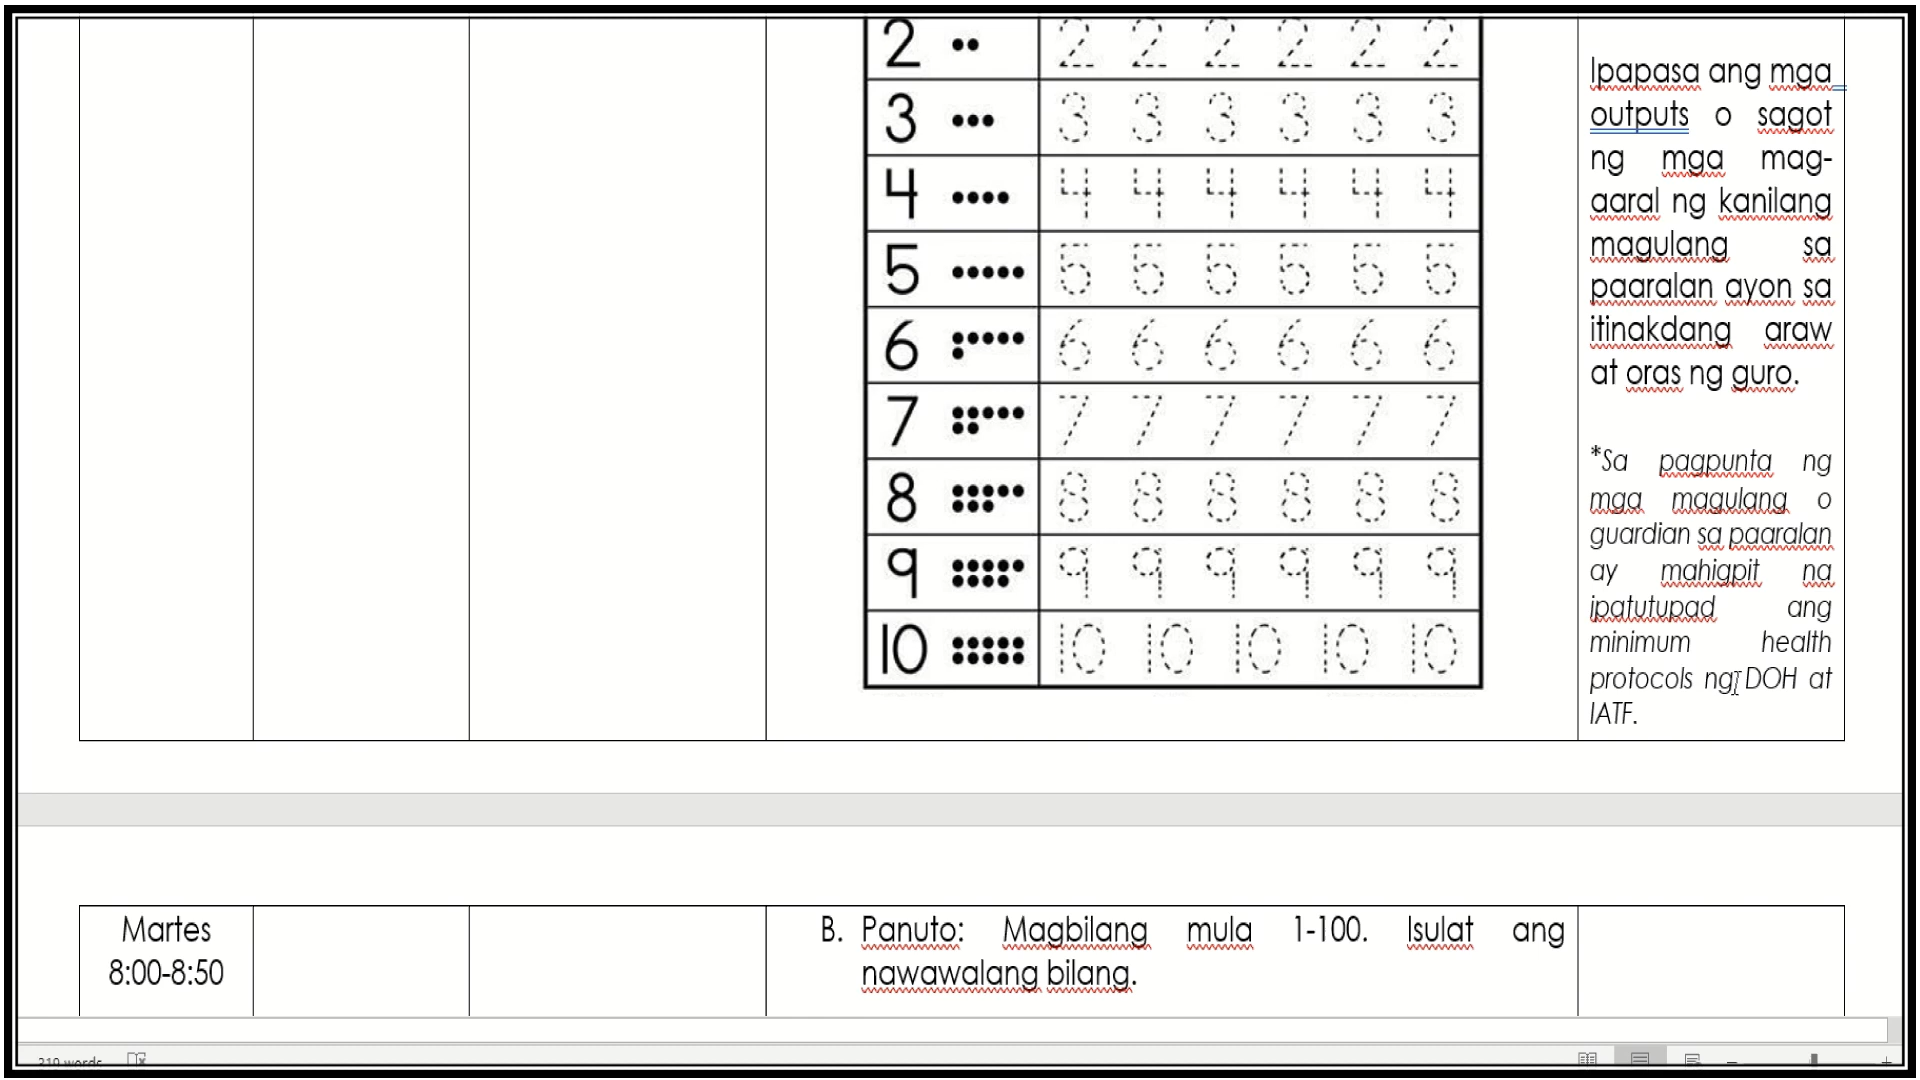 2 2 2 2 2 2 2
3 3 3 3 3 3 3
4 4 4 4 4 4 4
5 5 5 5 5 5 5
6 6 6 6 6 6 6
7 7 7 7 7 7 7
8 8 8 8 8 8 8
9 9 9 9 9 9 9
10 10 10 10 10 10
Ipapasa ang mga
outputs o sagot
ng mga mag-
aaral ng kanilang
magulang sa
paaralan ayon sa
itinakdang araw
at oras ng guro.
*Sa pagpunta ng
mga magulang o
guardian sa paaralan
ay mahigpit na
ipatutupad ang
minimum health
protocols ng DOH at
IATF.
Martes
8:00-8:50
B. Panuto: Magbilang mula 1-100. Isulat ang
nawawalang bilang.
319 words